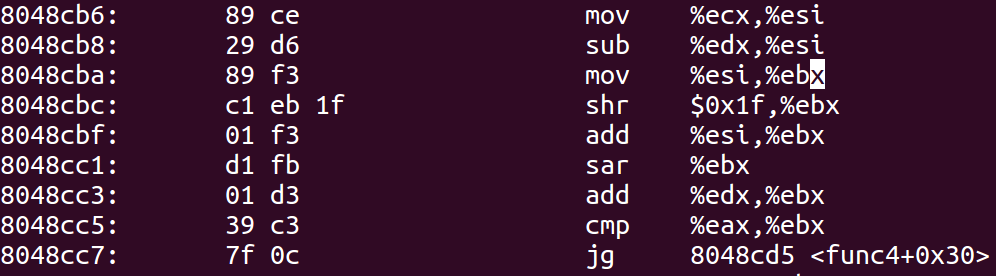 8048cb6: 89 ce mov %ecx,%esi
8048cb8: 29 d6 sub %edx,%esi
8048cba: 89 f3 mov %esi,%ebx
8048cbc: c1 eb 1f shr $0x1f,%ebx
8048cbf: 01 f3 add %esi,%ebx
8048cc1: d1 fb sar %ebx
8048cc3: 01 d3 add %edx,%ebx
8048cc5: 39 c3 cmp %eax,%ebx
8048cc7: 7f 0c jg 8048cd5 <func4+0x30>